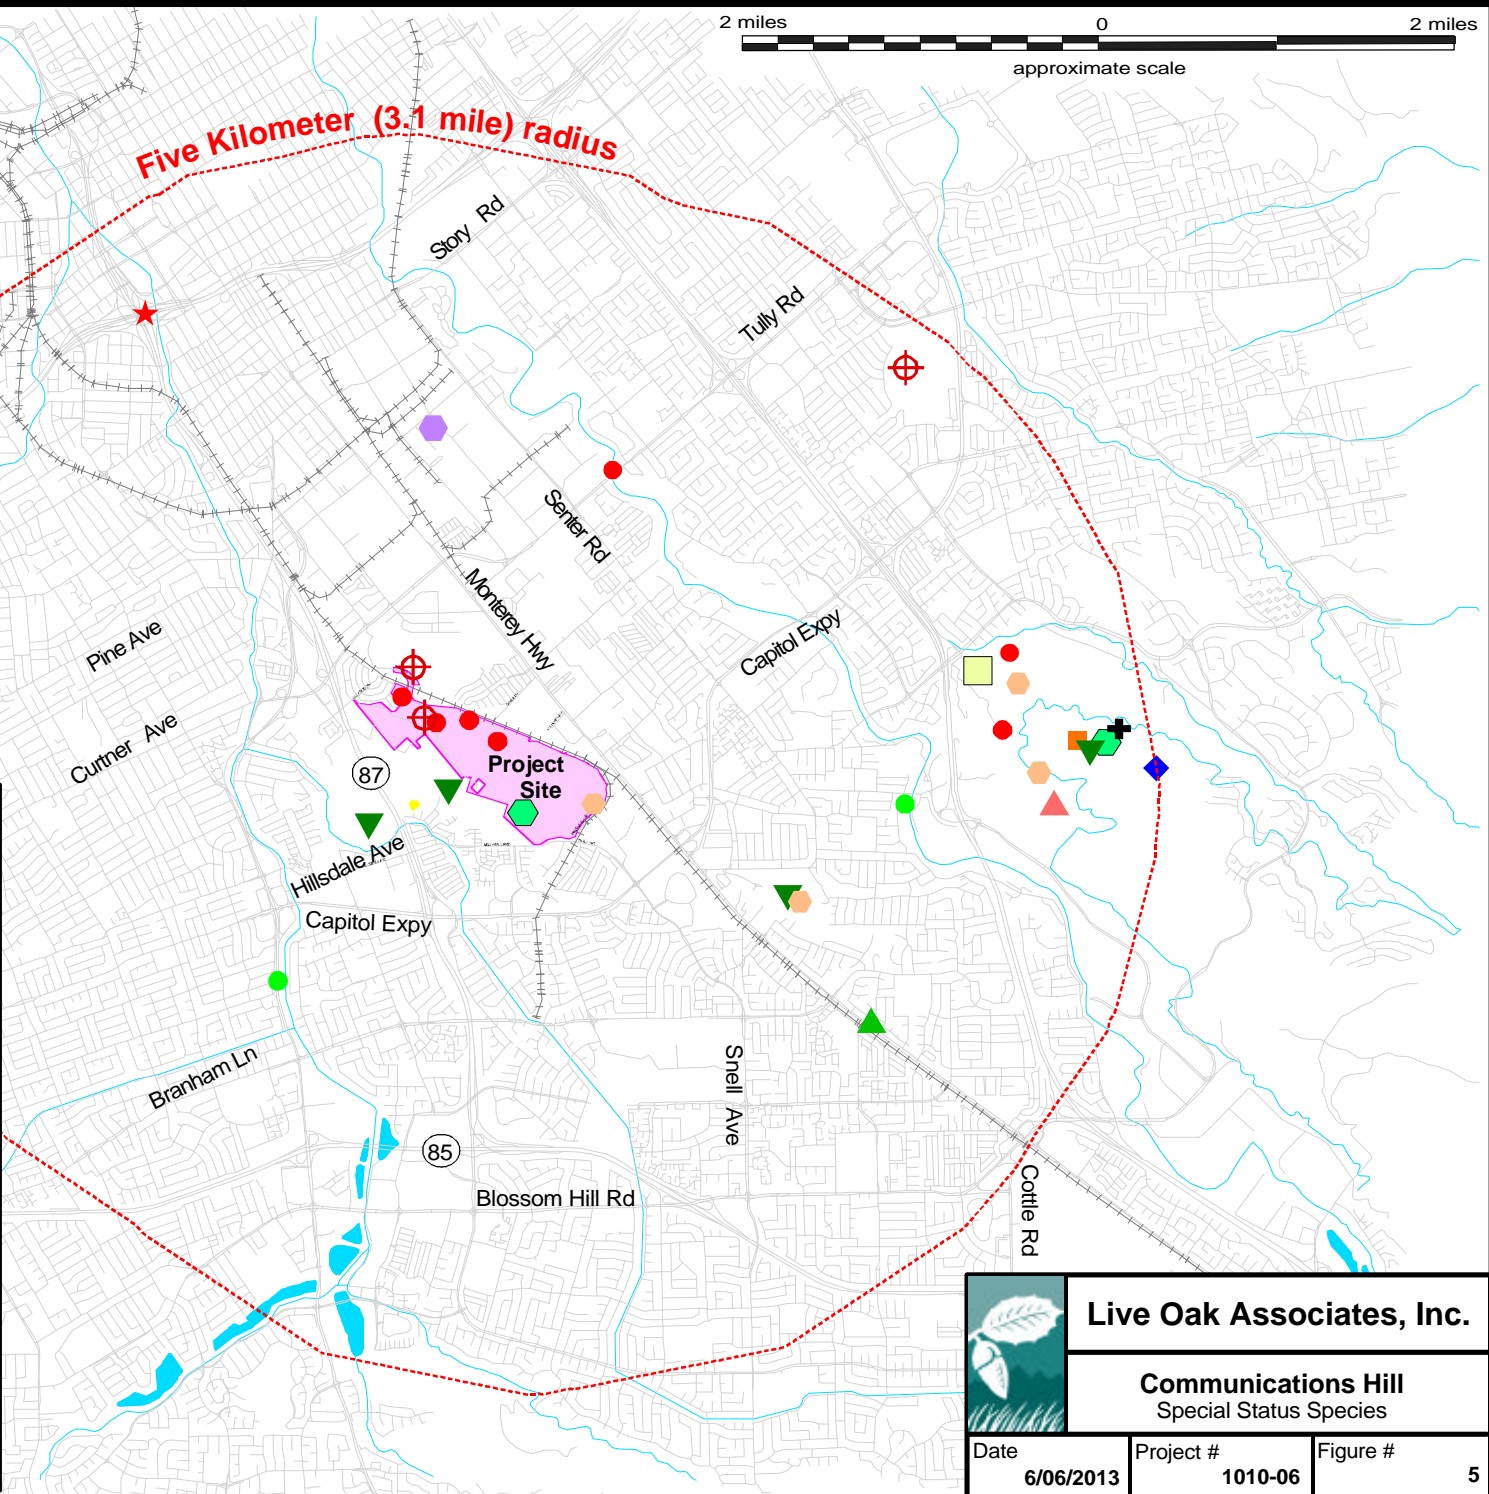 2 miles 0 2 miles
approximate scale
Five Kilometer (3.1 mile) radius
Story Rd
Tully Rd
Senter Rd
Monterey Hwy
Pine Ave
Capitol Expy
Curtner Ave
87
Project
Site
Hillsdale Ave
Capitol Expy
Branham Ln
Snell Ave
85
Blossom Hill Rd
Cottle Rd
Live Oak Associates, Inc.
Communications Hill
Special Status Species
Date
6/06/2013
Project #
1010-06
Figure #
5